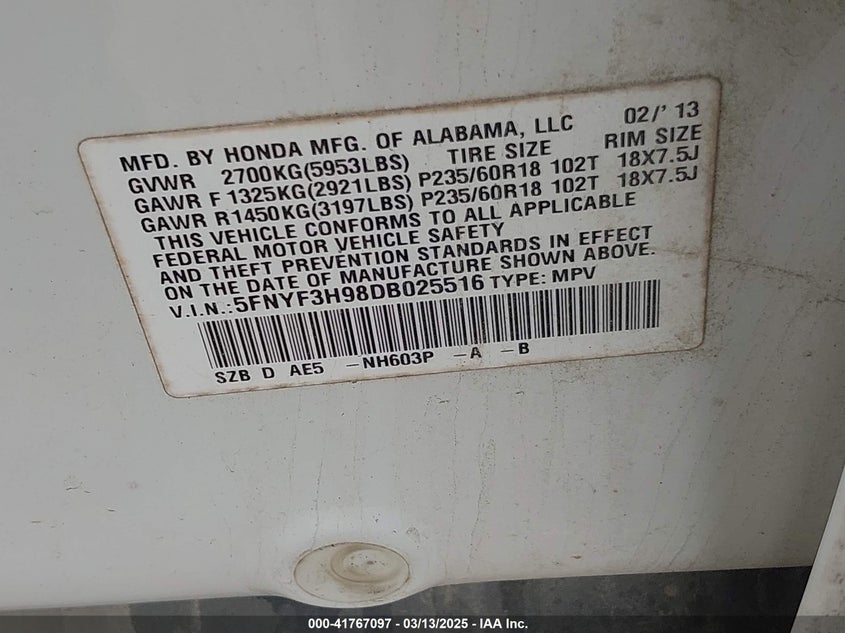 MFD. BY HONDA MFG. OF ALABAMA, LLC 02/' 13
GVWR 2700KG(5953LBS) TIRE SIZE RIM SIZE
GAWR F 1325KG(2921LBS) P235/60R18 102T 18X7.5J
GAWR R1450KG(3197LBS) P235/60R18 102T 18X7.5J
THIS VEHICLE CONFORMS TO ALL APPLICABLE
FEDERAL MOTOR VEHICLE SAFETY
AND THEFT PREVENTION STANDARDS IN EFFECT
ON THE DATE OF MANUFACTURE SHOWN ABOVE.
V.I.N.:5FNYF3H98DB025516 TYPE: MPV
SZB D AE5 -NH603P -A -B
000-41767097 - 03/13/2025 - IAA Inc.